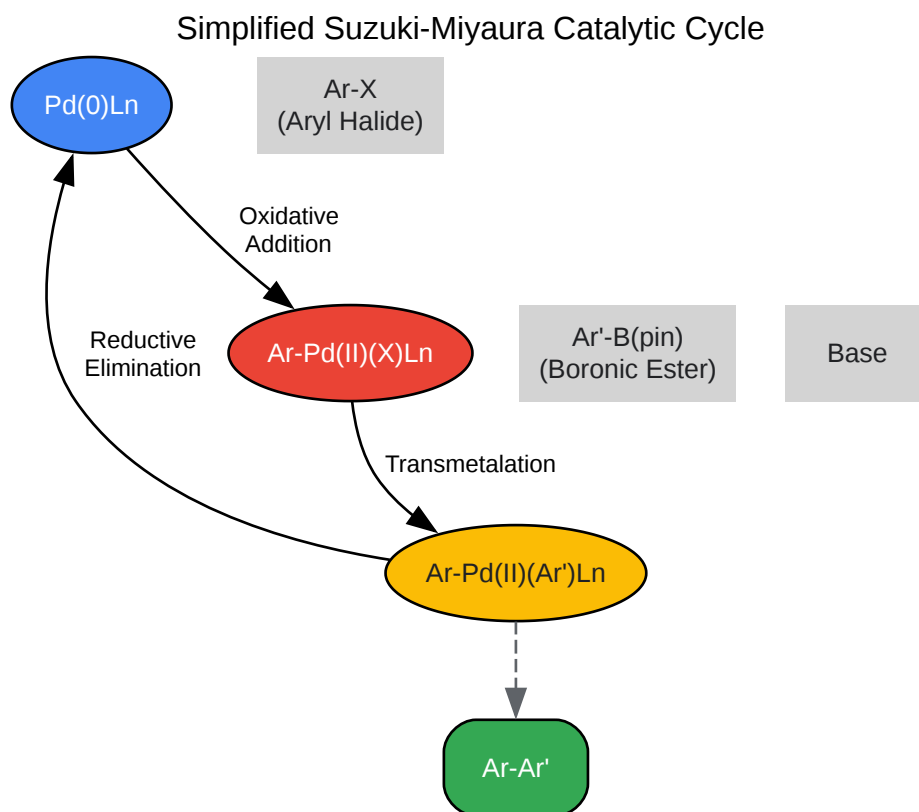 Simplified Suzuki-Miyaura Catalytic Cycle
Pd(0)Ln
Ar-X
(Aryl Halide)
Oxidative
Addition
Reductive
Elimination
Ar-Pd(II)(X)Ln
Ar'-B(pin)
(Boronic Ester)
Base
Transmetalation
Ar-Pd(II)(Ar')Ln
Ar-Ar'